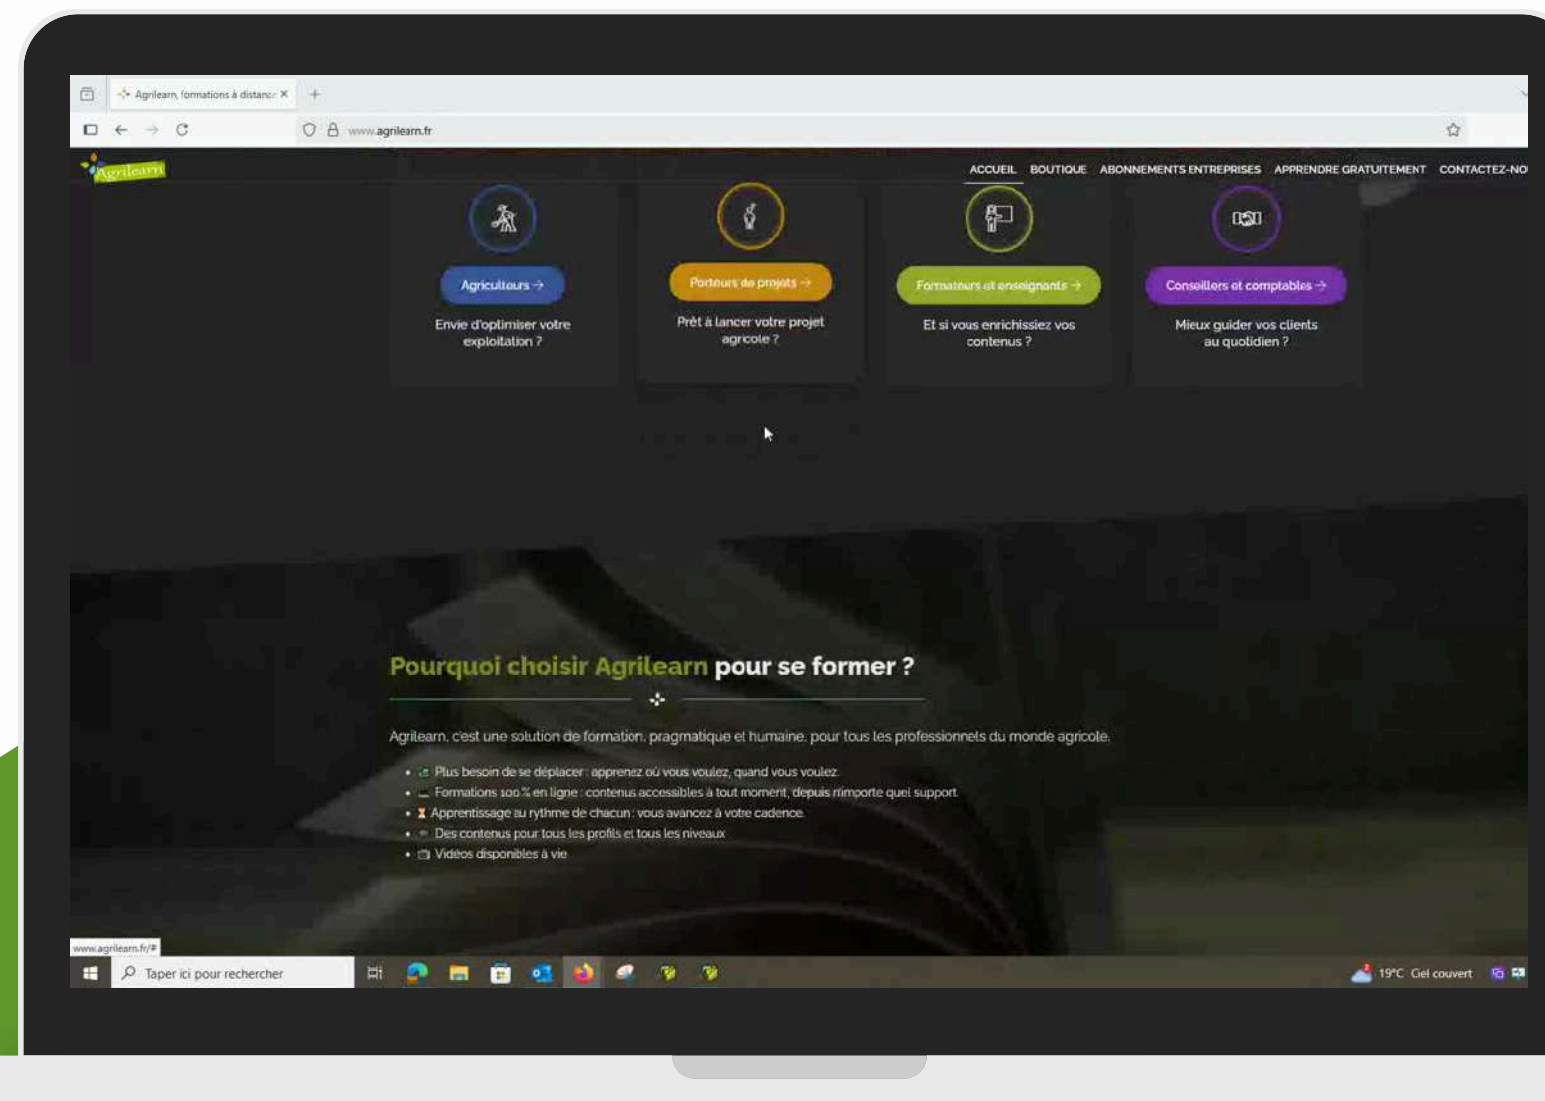 Agrilearn, formations à distance
www.agrilearn.fr
Agrilearn
ACCUEIL BOUTIQUE ABONNEMENTS ENTREPRISES APPRENDRE GRATUITEMENT CONTACTEZ-NO
Agriculteurs →
Envie d'optimiser votre
exploitation ?
Porteurs de projets →
Prêt à lancer votre projet
agricole ?
Formateurs et enseignants →
Et si vous enrichissiez vos
contenus ?
Conseillers et comptables →
Mieux guider vos clients
au quotidien ?
Pourquoi choisir Agrilearn pour se former ?
Agrilearn, c'est une solution de formation, pragmatique et humaine, pour tous les professionnels du monde agricole.
Plus besoin de se déplacer : apprenez où vous voulez, quand vous voulez.
Formations 100 % en ligne : contenus accessibles à tout moment, depuis n'importe quel support.
Apprentissage au rythme de chacun : vous avancez à votre cadence.
Des contenus pour tous les profils et tous les niveaux
Vidéos disponibles à vie
www.agrilearn.fr/#
Taper ici pour rechercher
19°C Ciel couvert